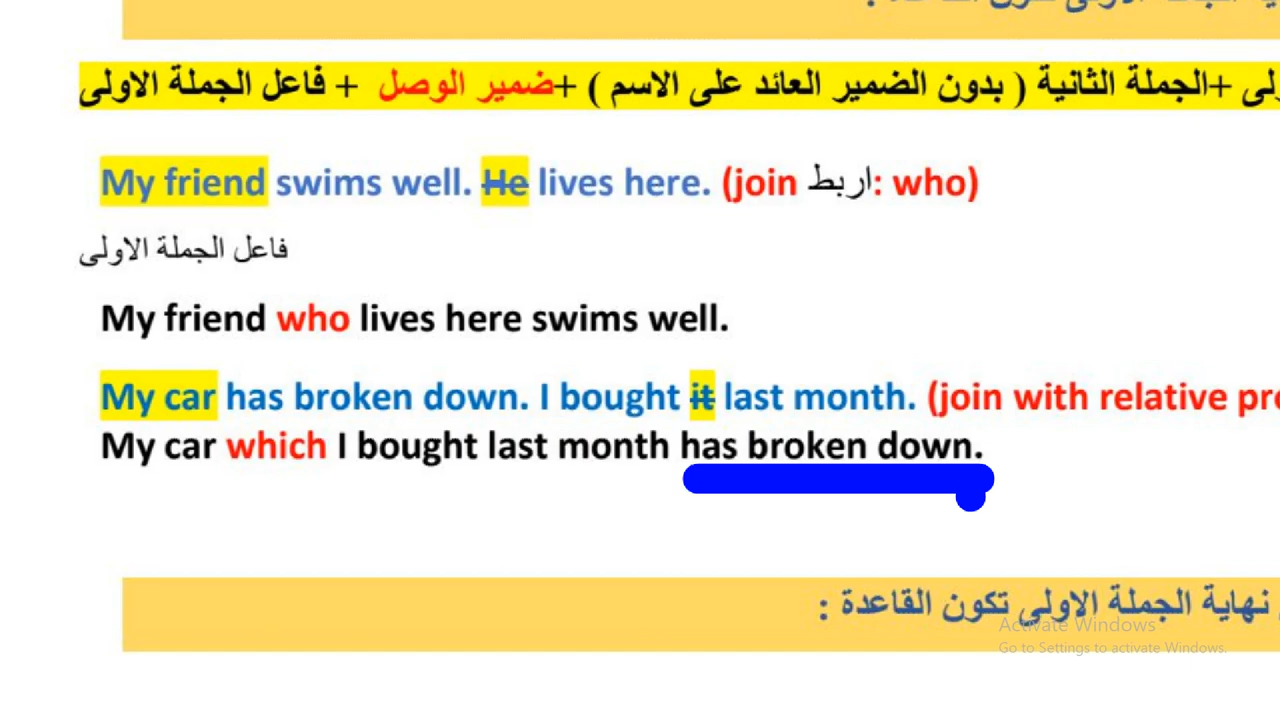 فاعل الجملة الاولى + ضمير الوصل +( بدون الضمير العائد على الاسم ) الجملة الثانية+
My friend swims well. He lives here. (join اربط: who)
فاعل الجملة الاولى
My friend who lives here swims well.
My car has broken down. I bought it last month. (join with relative
My car which I bought last month has broken down.
نهاية الجملة الاولى تكون القاعدة :
Activate Windows
Go to Settings to activate Windows.